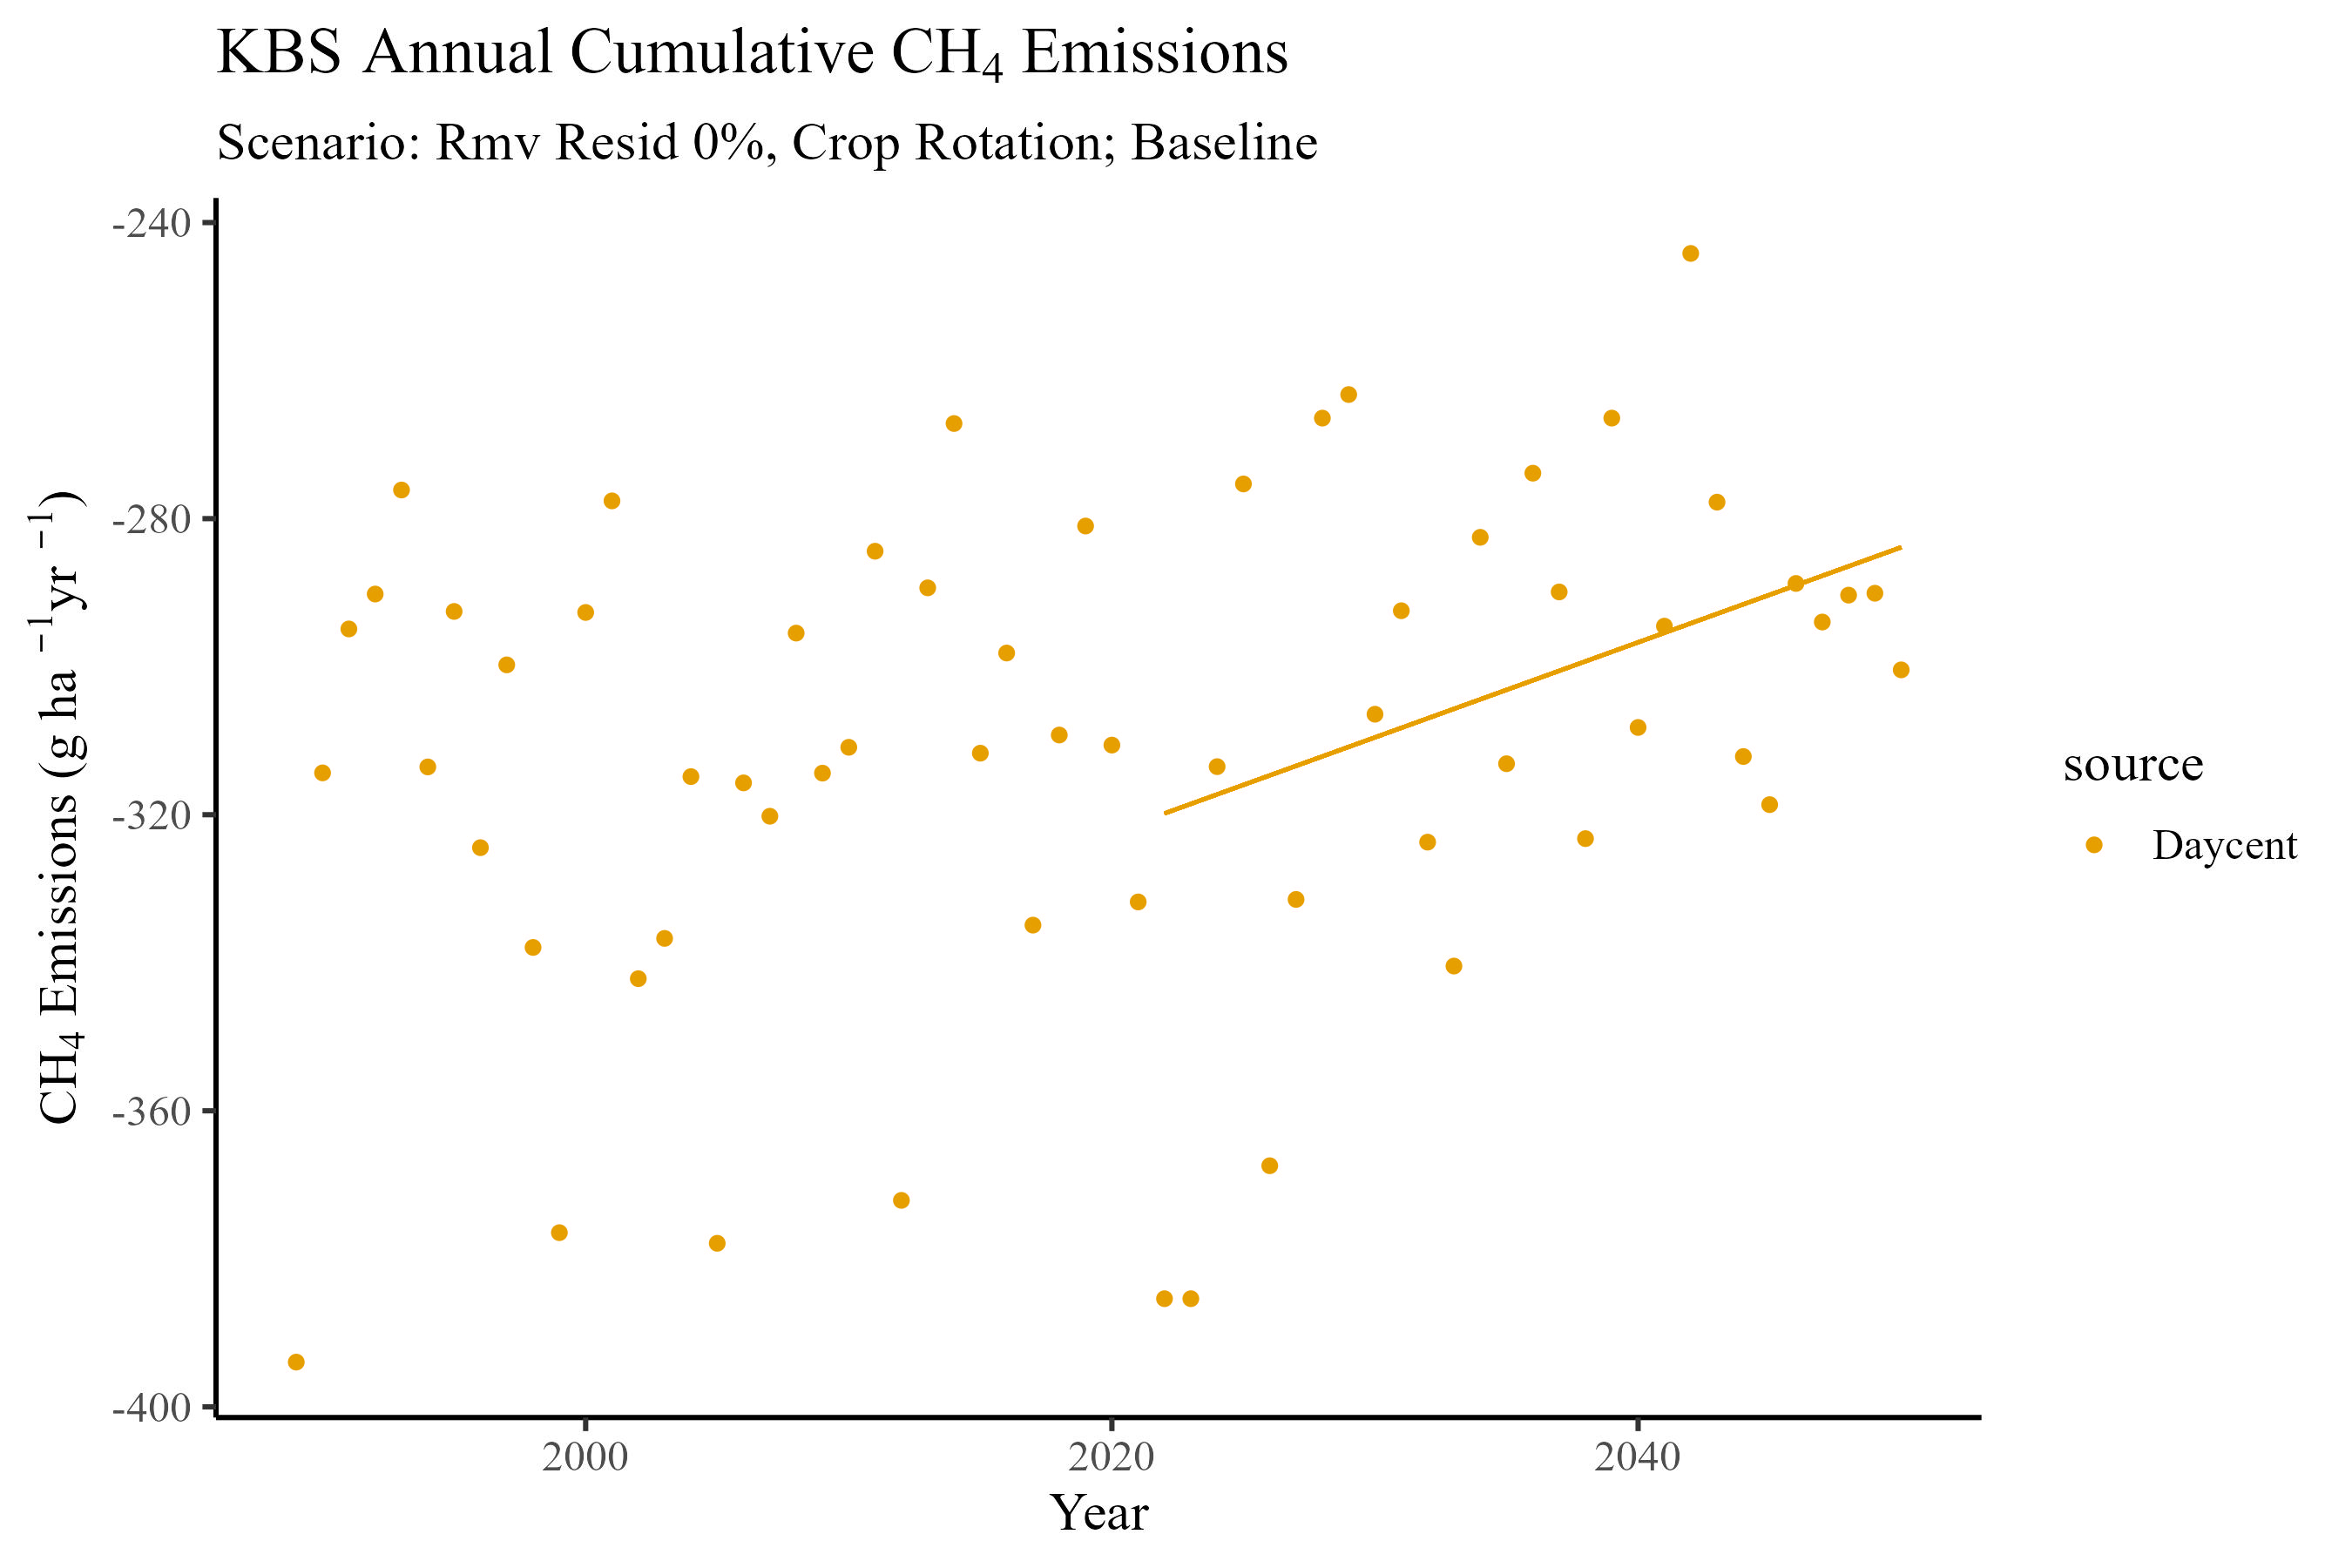 KBS Annual Cumulative CH4 Emissions
Scenario: Rmv Resid 0%, Crop Rotation; Baseline
CH4 Emissions (g ha −1yr −1)
-240
-280
-320
-360
-400
2000
2020
2040
Year
source
Daycent